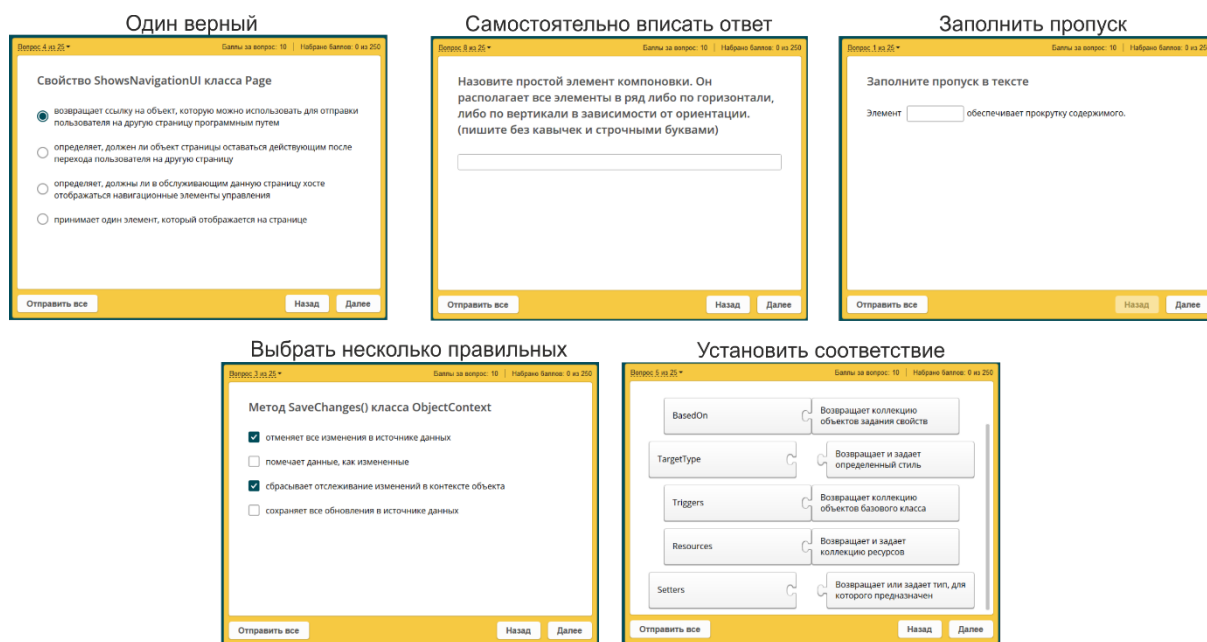 Один верный
Вопрос 4 из 25
Баллы за вопрос: 10 | Набрано баллов: 0 из 250
Свойство ShowsNavigationUI класса Page
возвращает ссылку на объект, которую можно использовать для отправки
пользователя на другую страницу программным путем
определяет, должен ли объект страницы оставаться действующим после
перехода пользователя на другую страницу
определяет, должны ли в обслуживающим данную страницу хосте
отображаться навигационные элементы управления
принимает один элемент, который отображается на странице
Отправить все
Назад
Далее
Самостоятельно вписать ответ
Вопрос 8 из 25
Баллы за вопрос: 10 | Набрано баллов: 0 из 250
Назовите простой элемент компоновки. Он
располагает все элементы в ряд либо по горизонтали,
либо по вертикали в зависимости от ориентации.
(пишите без кавычек и строчными буквами)
Отправить все
Назад
Далее
Заполнить пропуск
Вопрос 1 из 25
Баллы за вопрос: 10 | Набрано баллов: 0 из 250
Заполните пропуск в тексте
Элемент обеспечивает прокрутку содержимого.
Отправить все
Назад
Далее
Выбрать несколько правильных
Вопрос 3 из 25
Баллы за вопрос: 10 | Набрано баллов: 0 из 250
Метод SaveChanges() класса ObjectContext
отменяет все изменения в источнике данных
помечает данные, как измененные
сбрасывает отслеживание изменений в контексте объекта
сохраняет все обновления в источнике данных
Отправить все
Назад
Далее
Установить соответствие
Вопрос 5 из 25
Баллы за вопрос: 10 | Набрано баллов: 0 из 250
BasedOn
Возвращает коллекцию
объектов задания свойств
TargetType
Возвращает и задает
определенный стиль
Triggers
Возвращает коллекцию
объектов базового класса
Resources
Возвращает и задает
коллекцию ресурсов
Setters
Возвращает или задает тип, для
которого предназначен
Отправить все
Назад
Далее